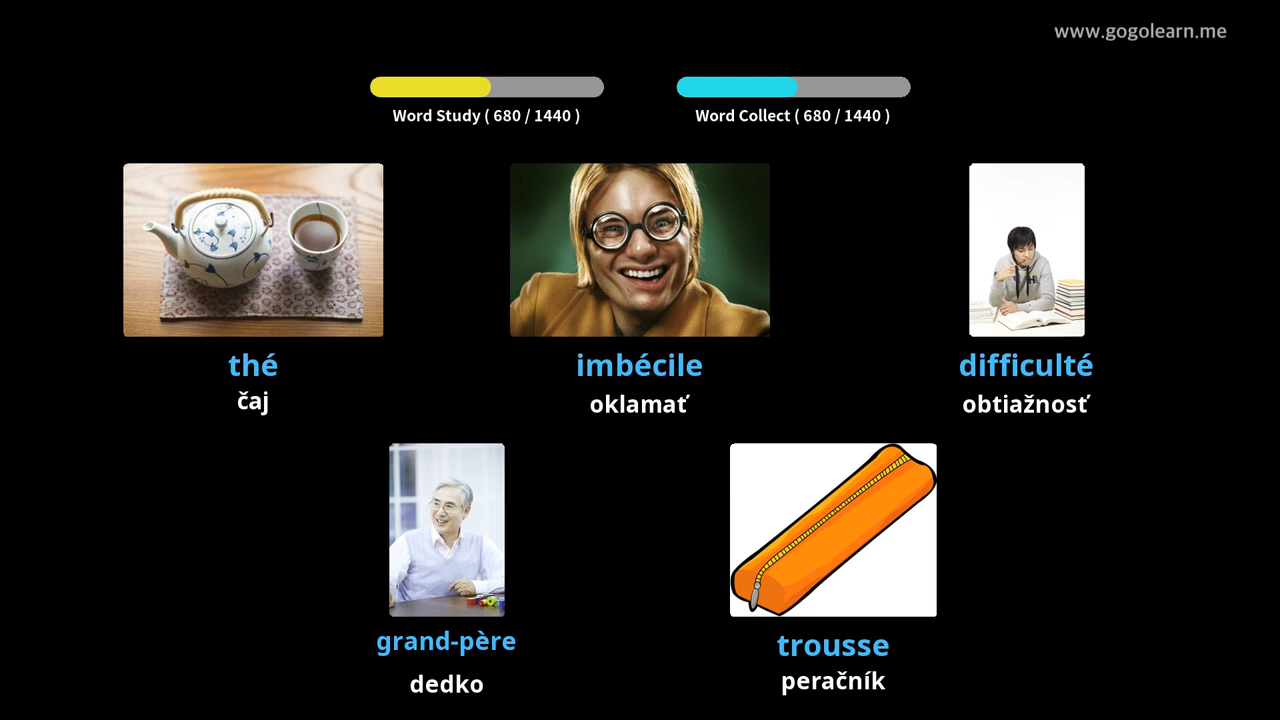 www.gogolearn.me
Word Study ( 680 / 1440 )
Word Collect ( 680 / 1440 )
thé
čaj
imbécile
oklamať
difficulté
obtiažnosť
grand-père
dedko
trousse
peračník